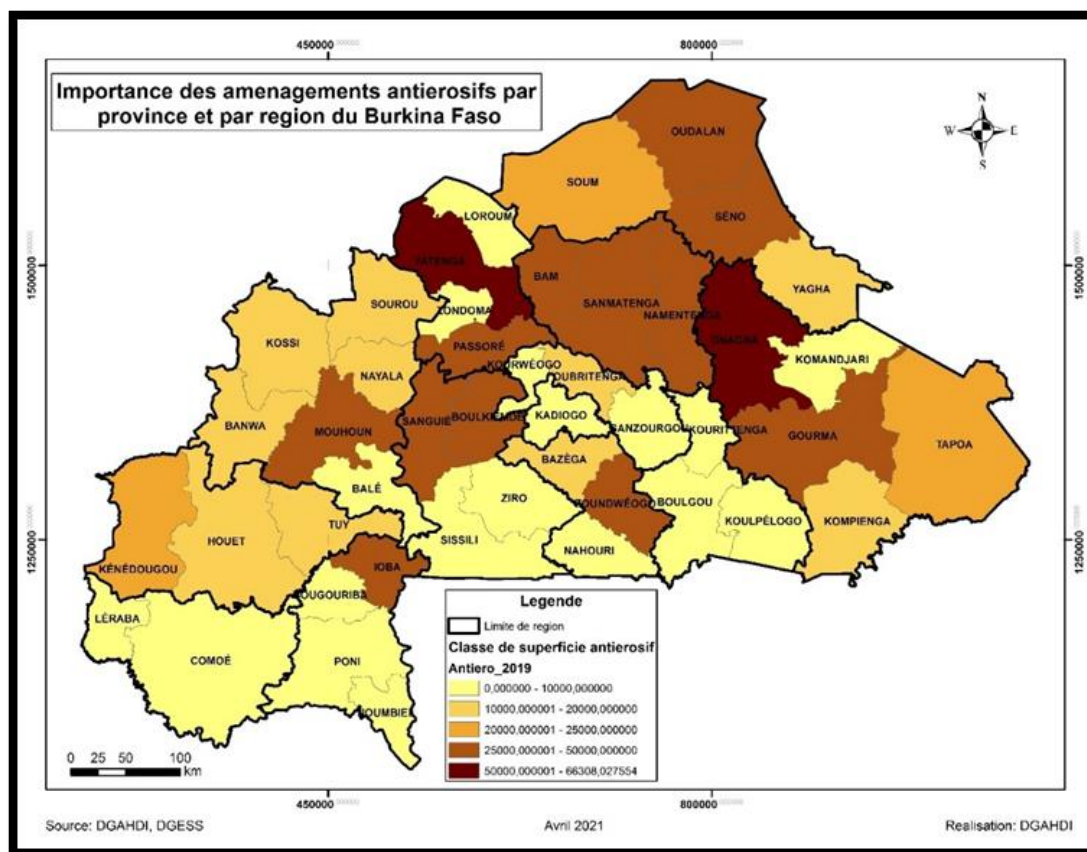 450000
800000
Importance des amenagements antierosifs par
province et par region du Burkina Faso
N
W
E
S
OUDALAN
SOUM
LOROUM
SÉNO
1500000
1500000
YATENGA
BAM
YAGHA
SOUROU
SANMATENGA
ZONDOMA
NAMENTENGA
KOSSI
GNAGNA
PASSORÉ
KOMANDJARI
KOURWÉOGO
NAYALA
OUBRITENGA
BANWA
SANGUIÉ
BOULKIEMDE
KADIOGO
MOUHOUN
GANZOURGOU
KOURITTENGA
GOURMA
TAPOA
BAZÈGA
BALÉ
ZIRO
BOULGOU
KOULPÉLOGO
KOMPIENGA
TUY
HOUET
SISSILI
NAHOURI
1250000
1250000
KÉNÉDOUGOU
IOBA
BOUGOURIBA
LÉRABA
COMOÉ
PONI
Legende
Limite de region
Classe de superficie antierosif
Antiero_2019
0,000000 - 10000,000000
10000,000001 - 20000,000000
20000,000001 - 25000,000000
25000,000001 - 50000,000000
50000,000001 - 66308,027554
0 25 50 100
km
450000
800000
Source: DGAHDI, DGESS
Avril 2021
Realisation: DGAHDI